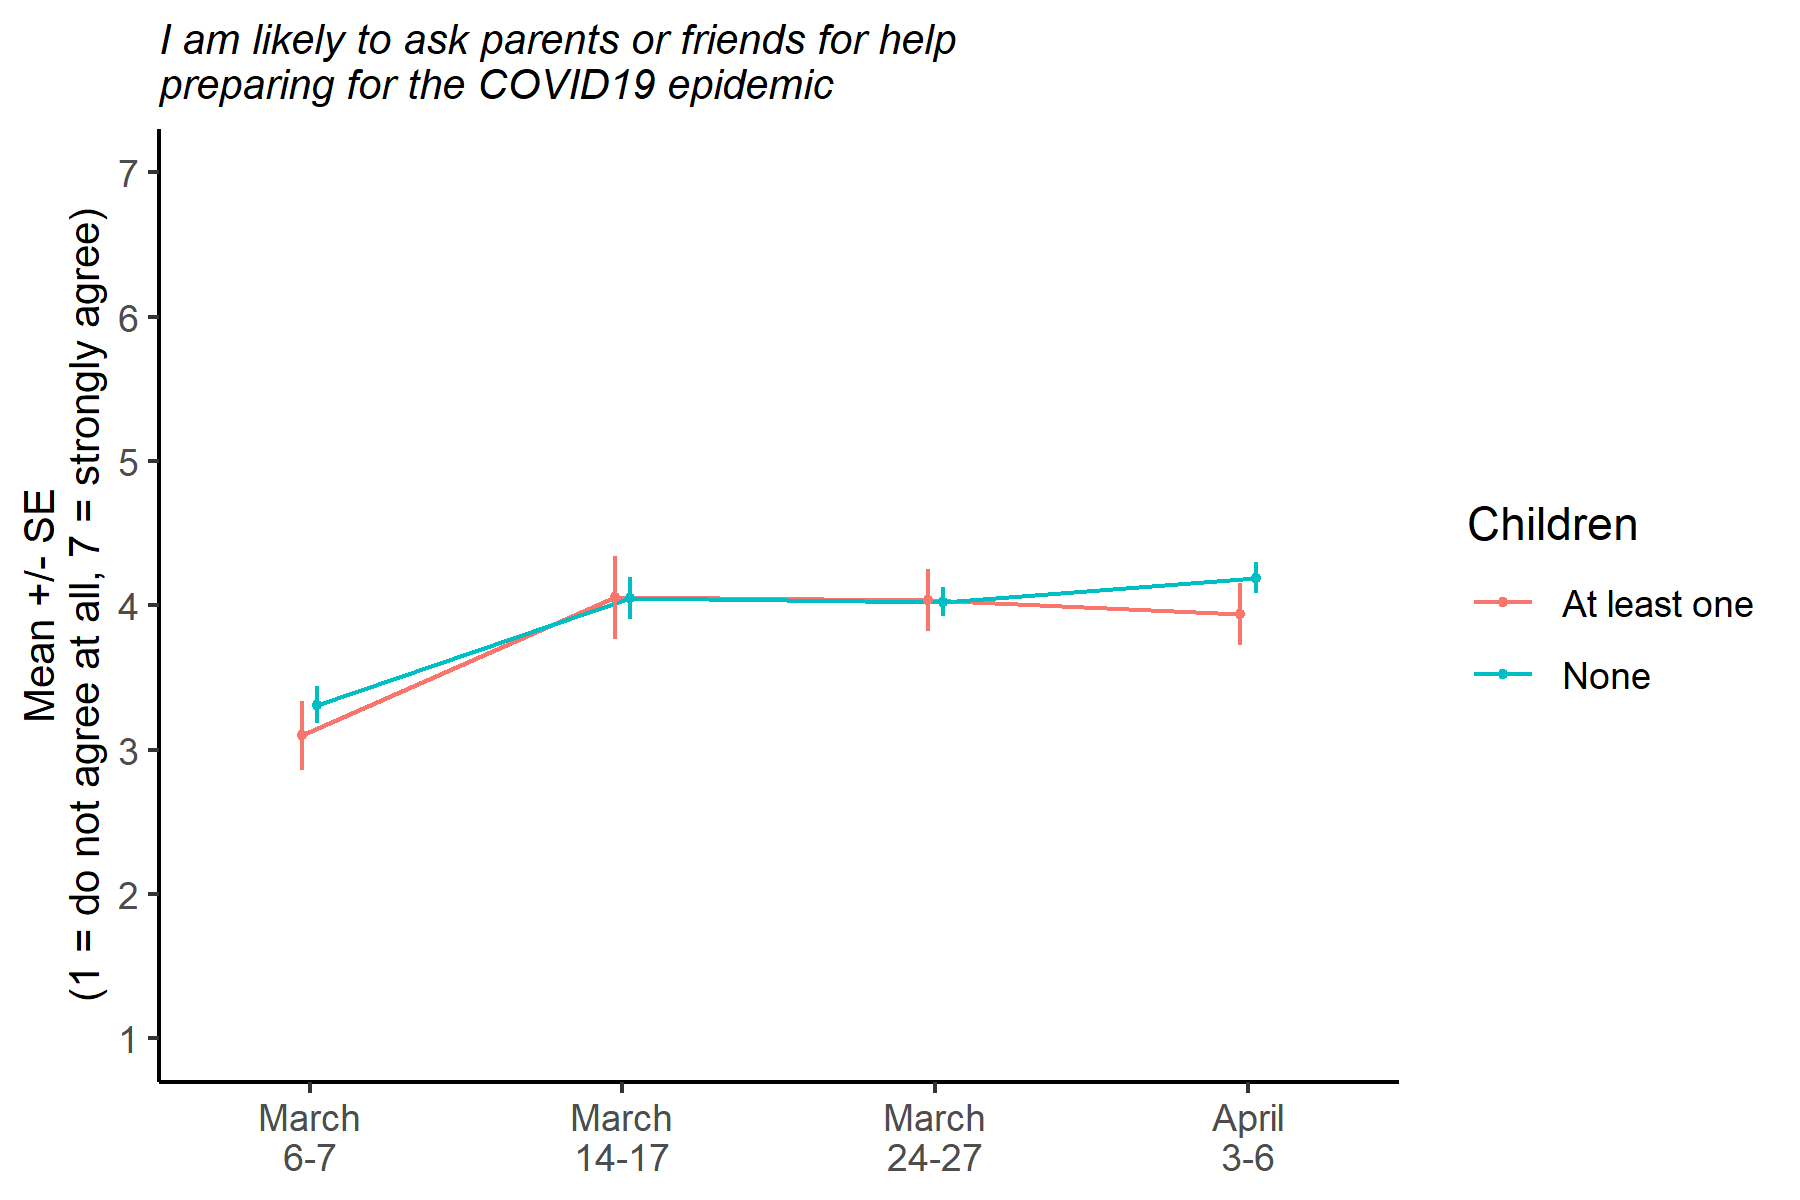 I am likely to ask parents or friends for help
preparing for the COVID19 epidemic
Mean +/- SE
(1 = do not agree at all, 7 = strongly agree)
7
6
5
4
3
2
1
March
6-7
March
14-17
March
24-27
April
3-6
Children
At least one
None